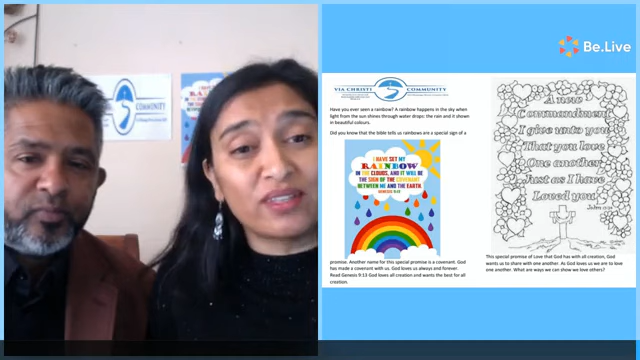 COMMUNITY
Be.Live
VIA CHRISTI COMMUNITY
Have you ever seen a rainbow? A rainbow happens in the sky when
light from the sun shines through water drops: the rain and it shown
in beautiful colours.
Did you know that the bible tells us rainbows are a special sign of a
I HAVE SET MY
RAINBOW
IN THE CLOUDS, AND IT WILL BE
THE SIGN OF THE COVENANT
BETWEEN ME AND THE EARTH.
GENESIS 9:13
promise. Another name for this special promise is a covenant. God
has made a covenant with us. God loves us always and forever.
Read Genesis 9:13 God loves all creation and wants the best for all
creation.
A new
Commandment
I give unto you
That you love
One another
Just as I have
Loved you
John 13:34
This special promise of Love that God has with all creation, God
wants us to share with one another. As God loves us we are to love
one another. What are ways we can show we love others?